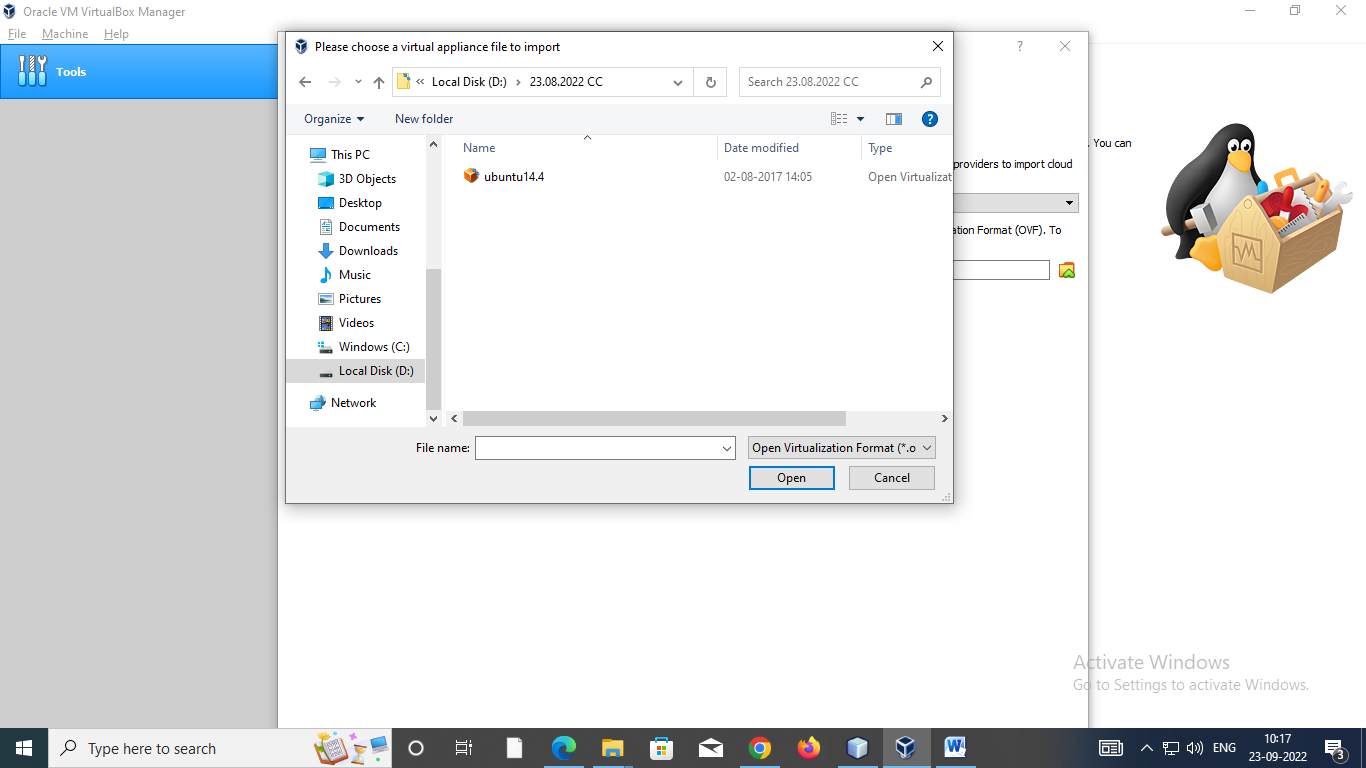 Oracle VM VirtualBox Manager
File Machine Help
Tools
Please choose a virtual appliance file to import
« Local Disk (D:) › 23.08.2022 CC
Search 23.08.2022 CC
Organize New folder
This PC
3D Objects
Desktop
Documents
Downloads
Music
Pictures
Videos
Windows (C:)
Local Disk (D:)
Network
Name Date modified Type
ubuntu14.4 02-08-2017 14:05 Open Virtualizat
File name:
Open Virtualization Format (*.o
Open Cancel
. You can
providers to import cloud
ation Format (OVF). To
Activate Windows
Go to Settings to activate Windows.
Type here to search
ENG
10:17
23-09-2022
3